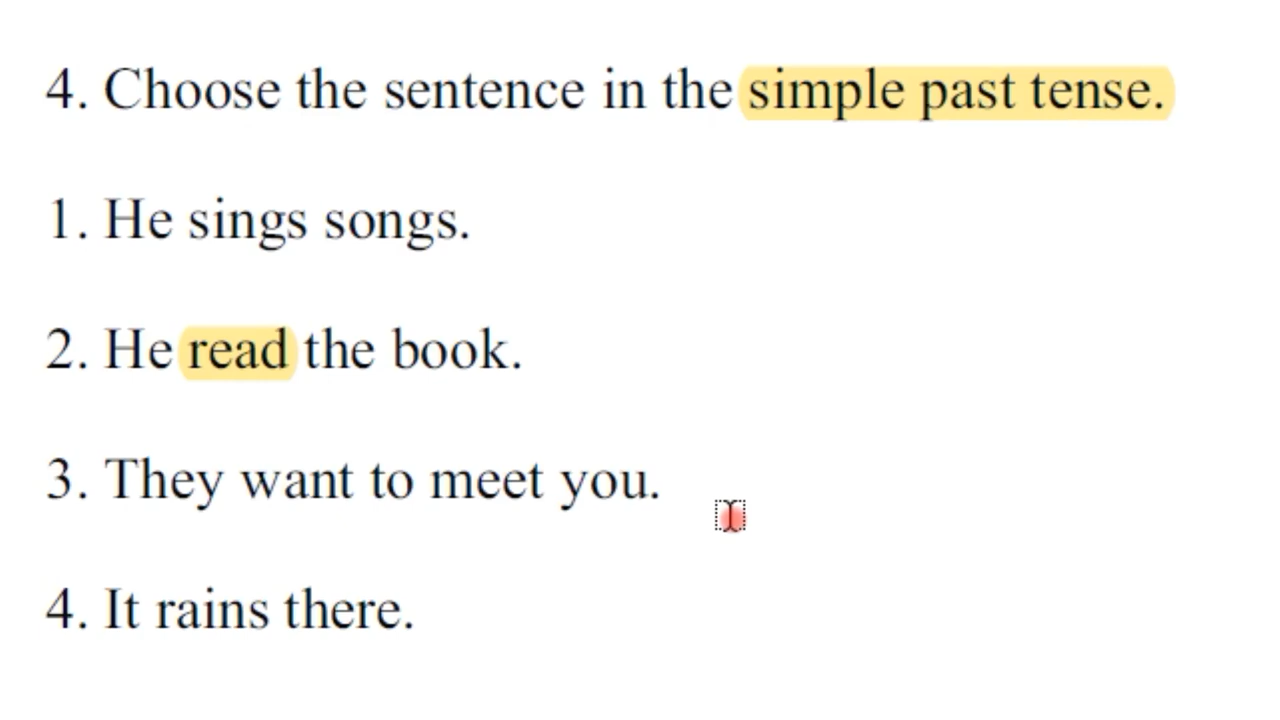 4. Choose the sentence in the simple past tense.
1. He sings songs.
2. He read the book.
3. They want to meet you.
4. It rains there.